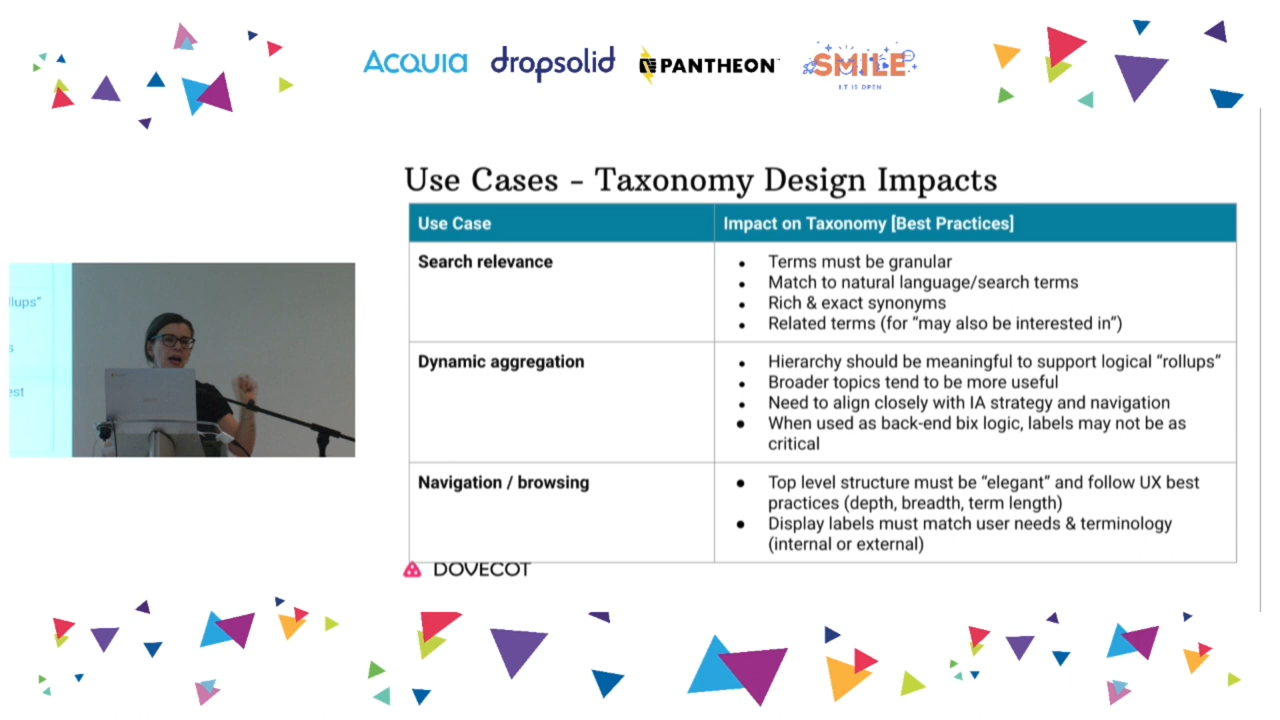 Acquia dropsolid PANTHEON SMILE
I.T IS OPEN
Use Cases - Taxonomy Design Impacts
Use Case Impact on Taxonomy [Best Practices]
Search relevance
• Terms must be granular
• Match to natural language/search terms
• Rich & exact synonyms
• Related terms (for “may also be interested in”)
Dynamic aggregation
• Hierarchy should be meaningful to support logical “rollups”
• Broader topics tend to be more useful
• Need to align closely with IA strategy and navigation
• When used as back-end bix logic, labels may not be as
critical
Navigation / browsing
• Top level structure must be “elegant” and follow UX best
practices (depth, breadth, term length)
• Display labels must match user needs & terminology
(internal or external)
DOVECOT
llups”
s
est